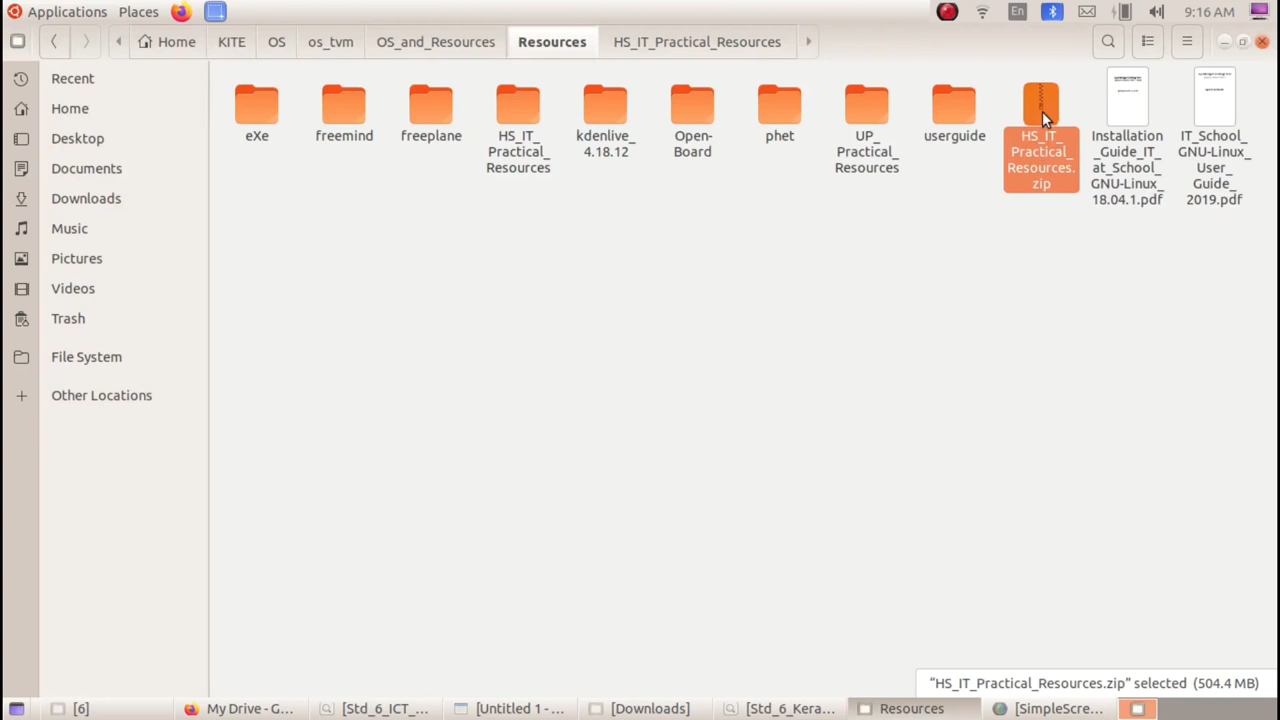 Applications Places En 9:16 AM
Home KITE OS os_tvm OS_and_Resources Resources HS_IT_Practical_Resources
Recent
Home
Desktop
Documents
Downloads
Music
Pictures
Videos
Trash
File System
+ Other Locations
eXe
freemind
freeplane
HS_IT_
Practical_
Resources
kdenlive_
4.18.12
Open-
Board
phet
UP_
Practical_
Resources
userguide
HS_IT_
Practical_
Resources.
zip
Installation
_Guide_IT_
at_School_
GNU-Linux_
18.04.1.pdf
IT_School_
GNU-Linux_
User_
Guide_
2019.pdf
“HS_IT_Practical_Resources.zip” selected (504.4 MB)
[6] My Drive - G... [Std_6_ICT_... [Untitled 1 - ... [Downloads] [Std_6_Kera... Resources [SimpleScre...